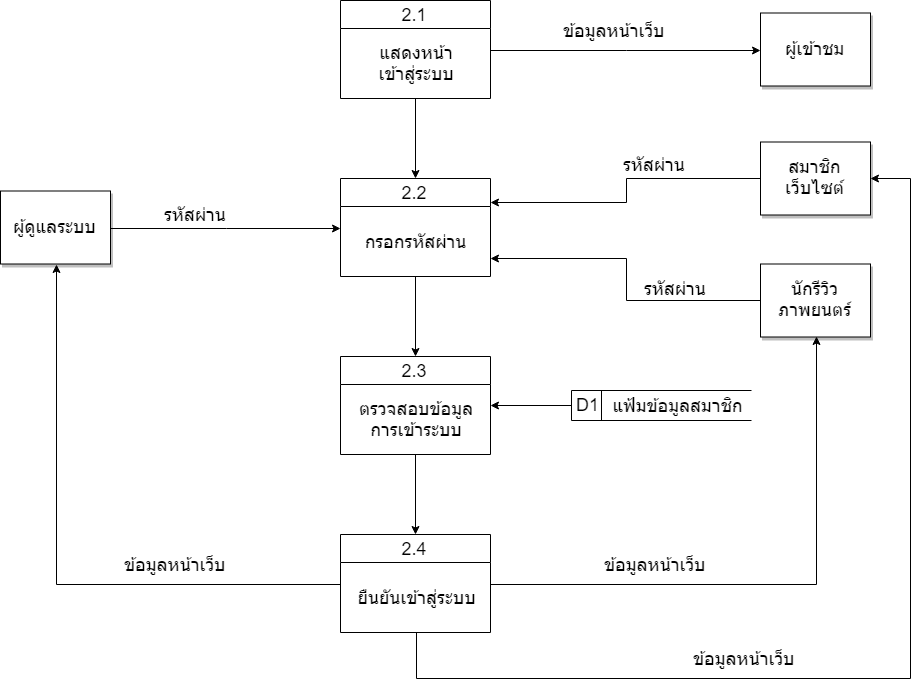 2.1
แสดงหน้า
เข้าสู่ระบบ
ข้อมูลหน้าเว็บ
ผู้เข้าชม
2.2
กรอกรหัสผ่าน
รหัสผ่าน
สมาชิก
เว็บไซต์
ผู้ดูแลระบบ
รหัสผ่าน
รหัสผ่าน
นักรีวิว
ภาพยนตร์
2.3
ตรวจสอบข้อมูล
การเข้าระบบ
D1 แฟ้มข้อมูลสมาชิก
2.4
ยืนยันเข้าสู่ระบบ
ข้อมูลหน้าเว็บ
ข้อมูลหน้าเว็บ
ข้อมูลหน้าเว็บ